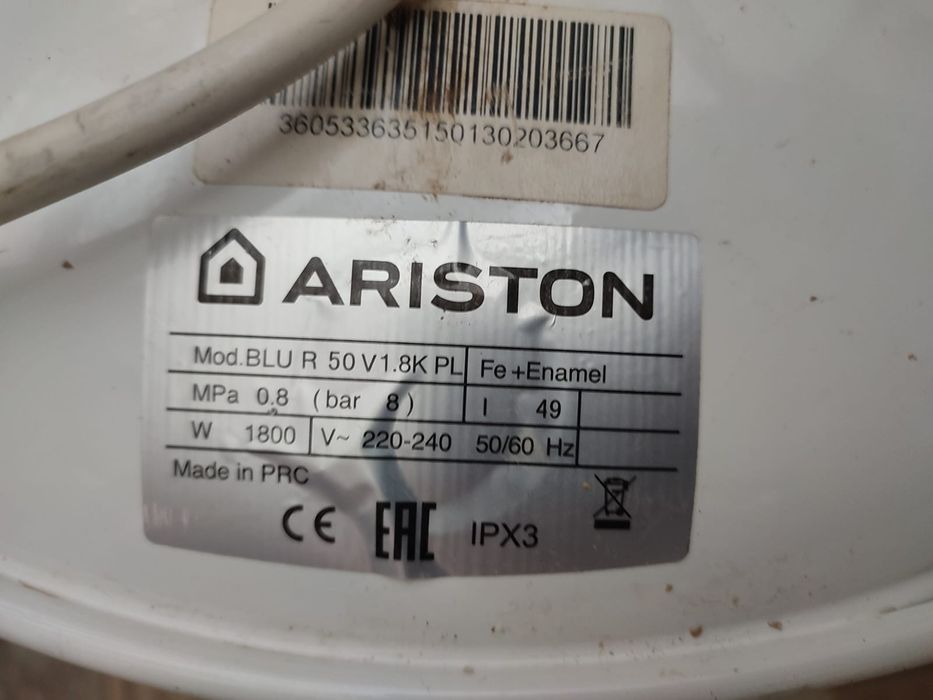 360533635150130203667
ARISTON
Mod.BLU R 50 V1.8K PL Fe+Enamel
MPa 0.8 (bar 8) l 49
W 1800 V~ 220-240 50/60 Hz
Made in PRC
CE EAC IPX3